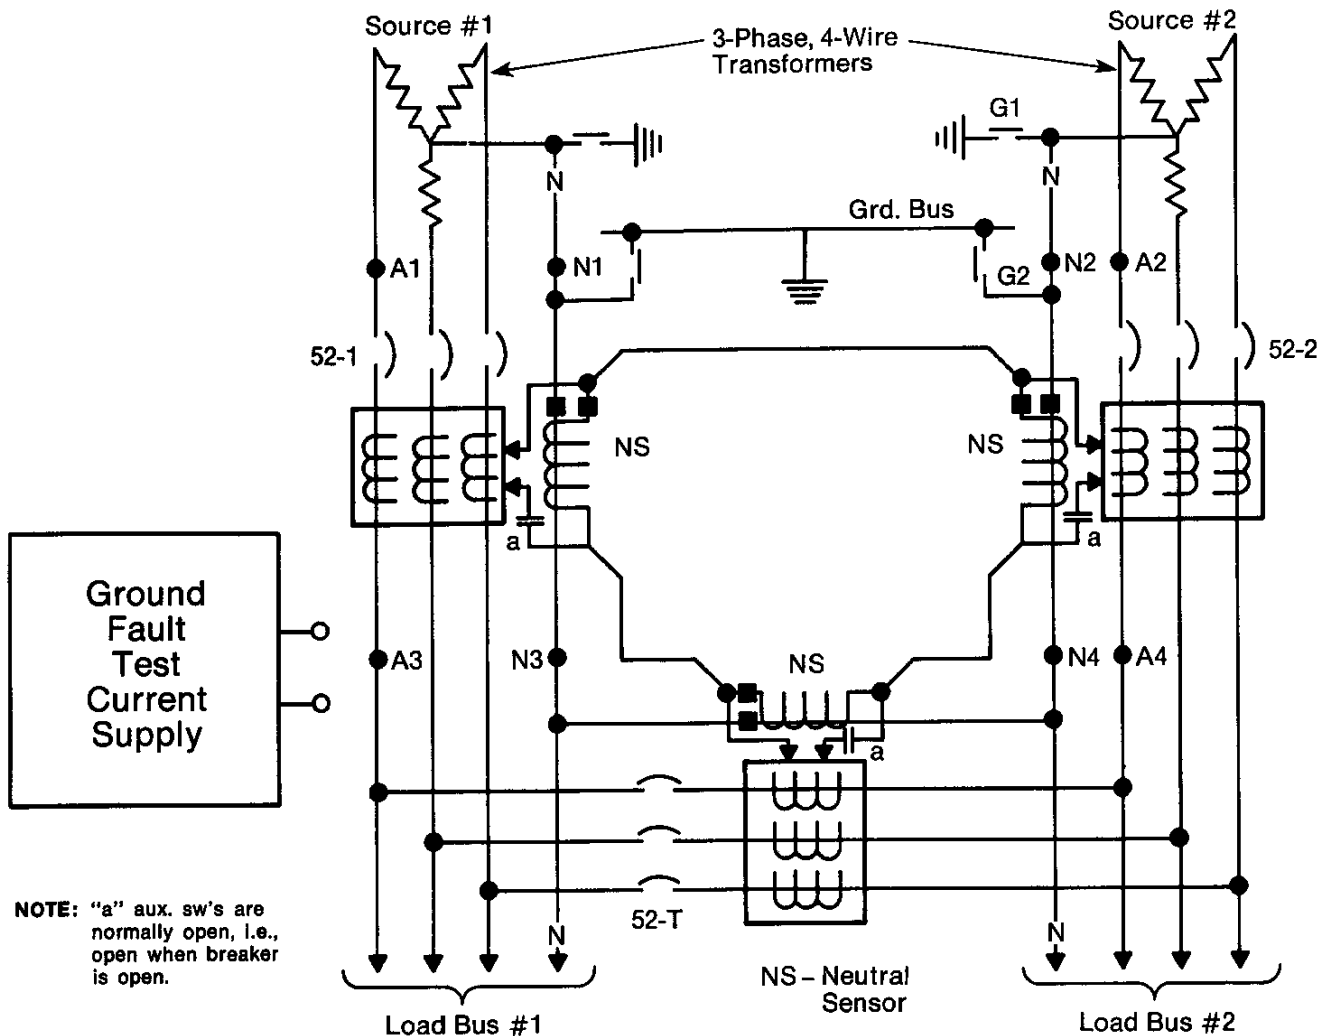 Source #1
3-Phase, 4-Wire
Transformers
Source #2
G1
N
N
Grd. Bus
A1
N1
G2
N2
A2
52-1
52-2
NS
NS
a
a
Ground
Fault
Test
Current
Supply
A3
N3
NS
N4
A4
a
NOTE: "a" aux. sw's are
normally open, i.e.,
open when breaker
is open.
52-T
N
N
NS – Neutral
Sensor
Load Bus #1
Load Bus #2